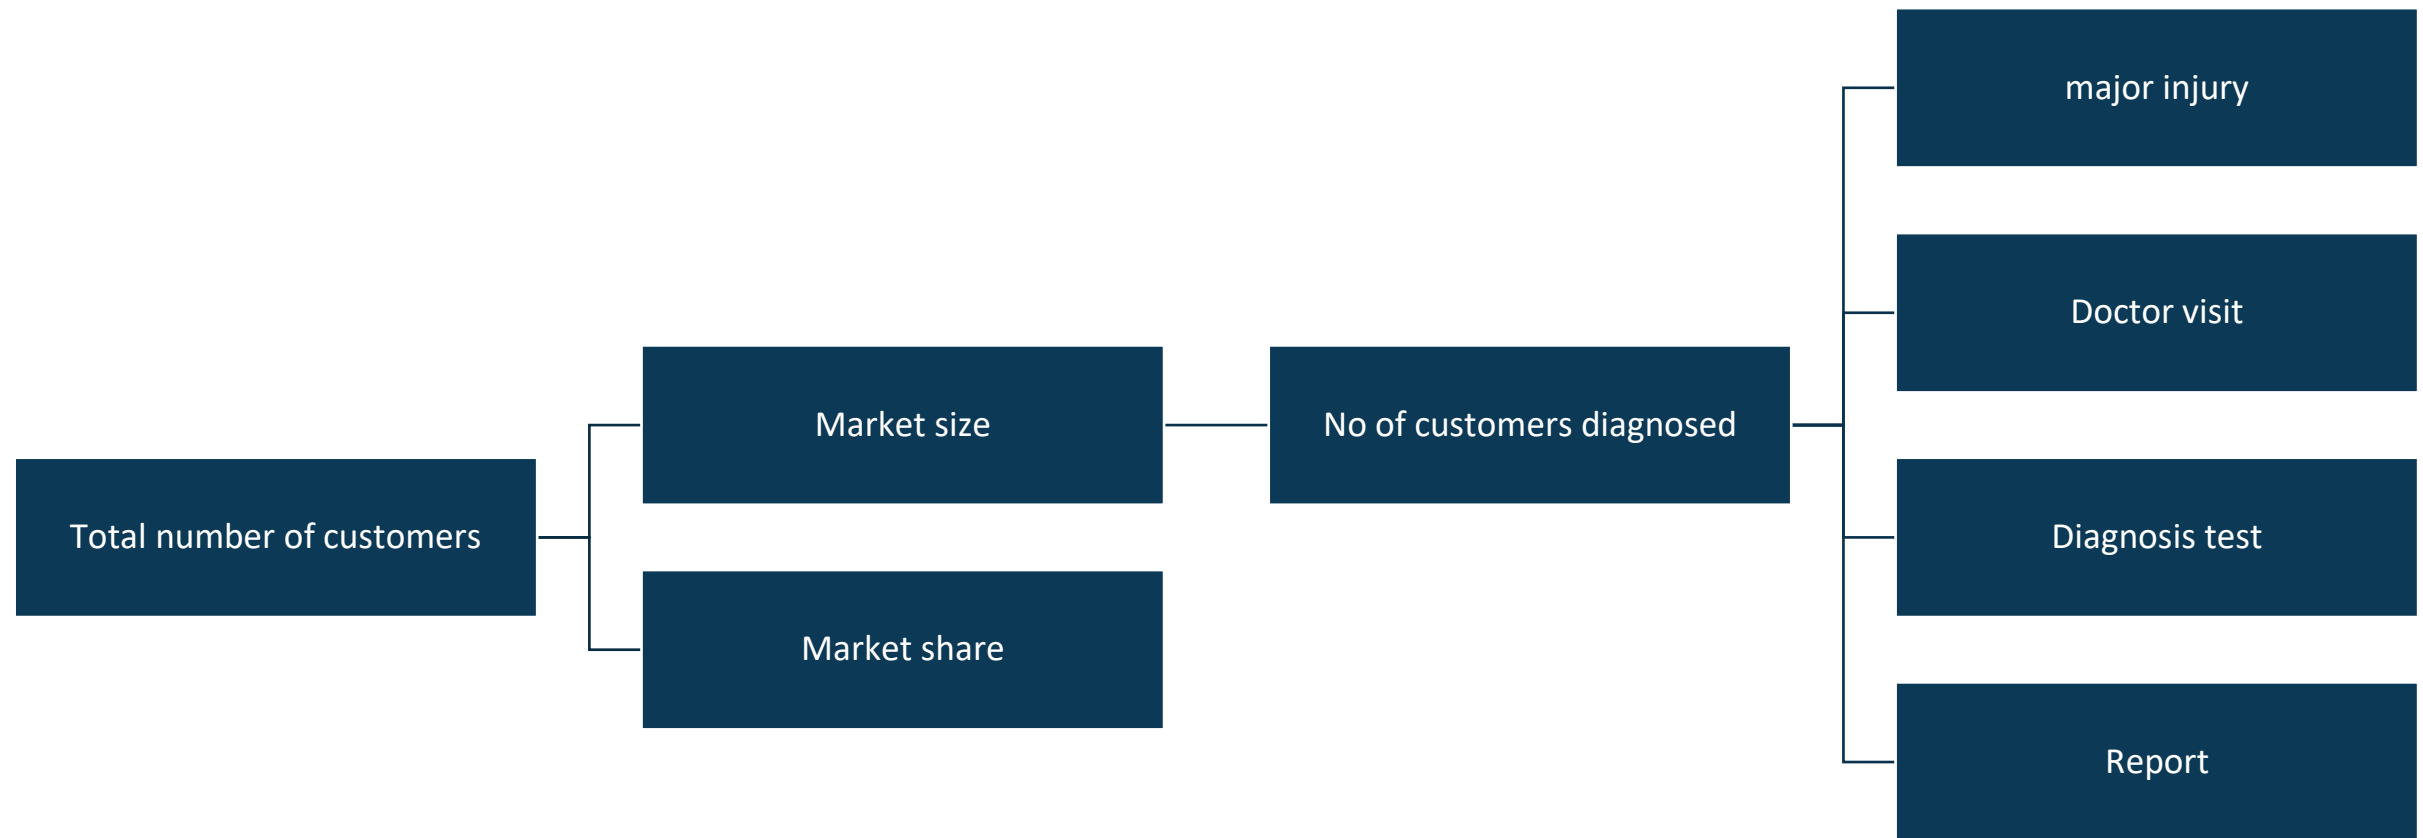 major injury
Doctor visit
Market size
No of customers diagnosed
Total number of customers
Diagnosis test
Market share
Report